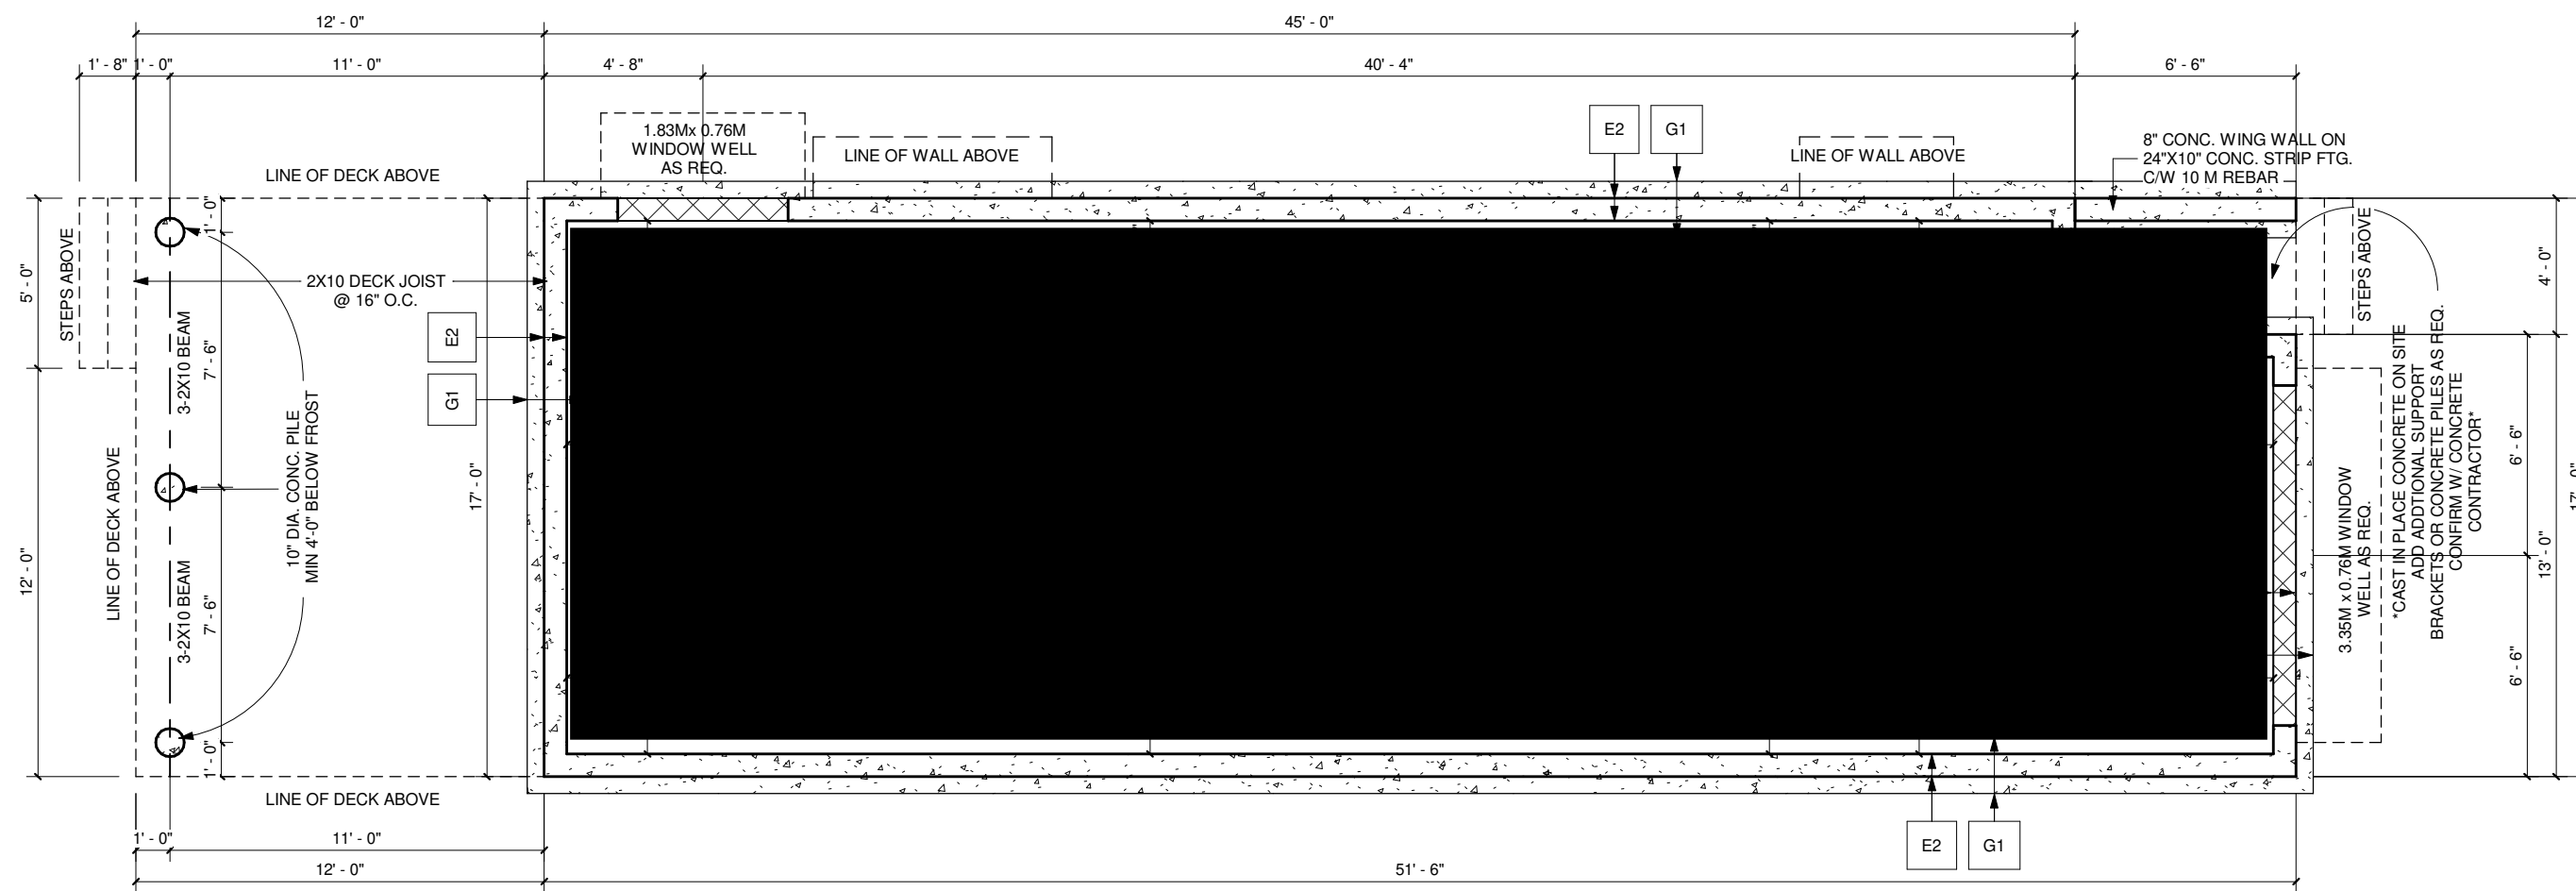 12' - 0"
45' - 0"
1' - 8"
1' - 0"
11' - 0"
4' - 8"
40' - 4"
6' - 6"
1.83Mx 0.76M
WINDOW WELL
AS REQ.
LINE OF WALL ABOVE
E2
G1
LINE OF WALL ABOVE
8" CONC. WING WALL ON
24"X10" CONC. STRIP FTG.
C/W 10 M REBAR
LINE OF DECK ABOVE
1' - 0"
5' - 0"
STEPS ABOVE
2X10 DECK JOIST
@ 16" O.C.
3-2X10 BEAM
7' - 6"
E2
G1
10" DIA. CONC. PILE
MIN 4'-0" BELOW FROST
LINE OF DECK ABOVE
17' - 0"
12' - 0"
3-2X10 BEAM
7' - 6"
1' - 0"
LINE OF DECK ABOVE
STEPS ABOVE
4' - 0"
*CAST IN PLACE CONCRETE ON SITE
ADD ADDTIONAL SUPPORT
BRACKETS OR CONCRETE PILES AS REQ.
CONFIRM W/ CONCRETE
CONTRACTOR*
3.35M x 0.76M WINDOW
WELL AS REQ.
6' - 6"
13' - 0"
17' - 0"
6' - 6"
1' - 0"
11' - 0"
12' - 0"
E2
G1
51' - 6"